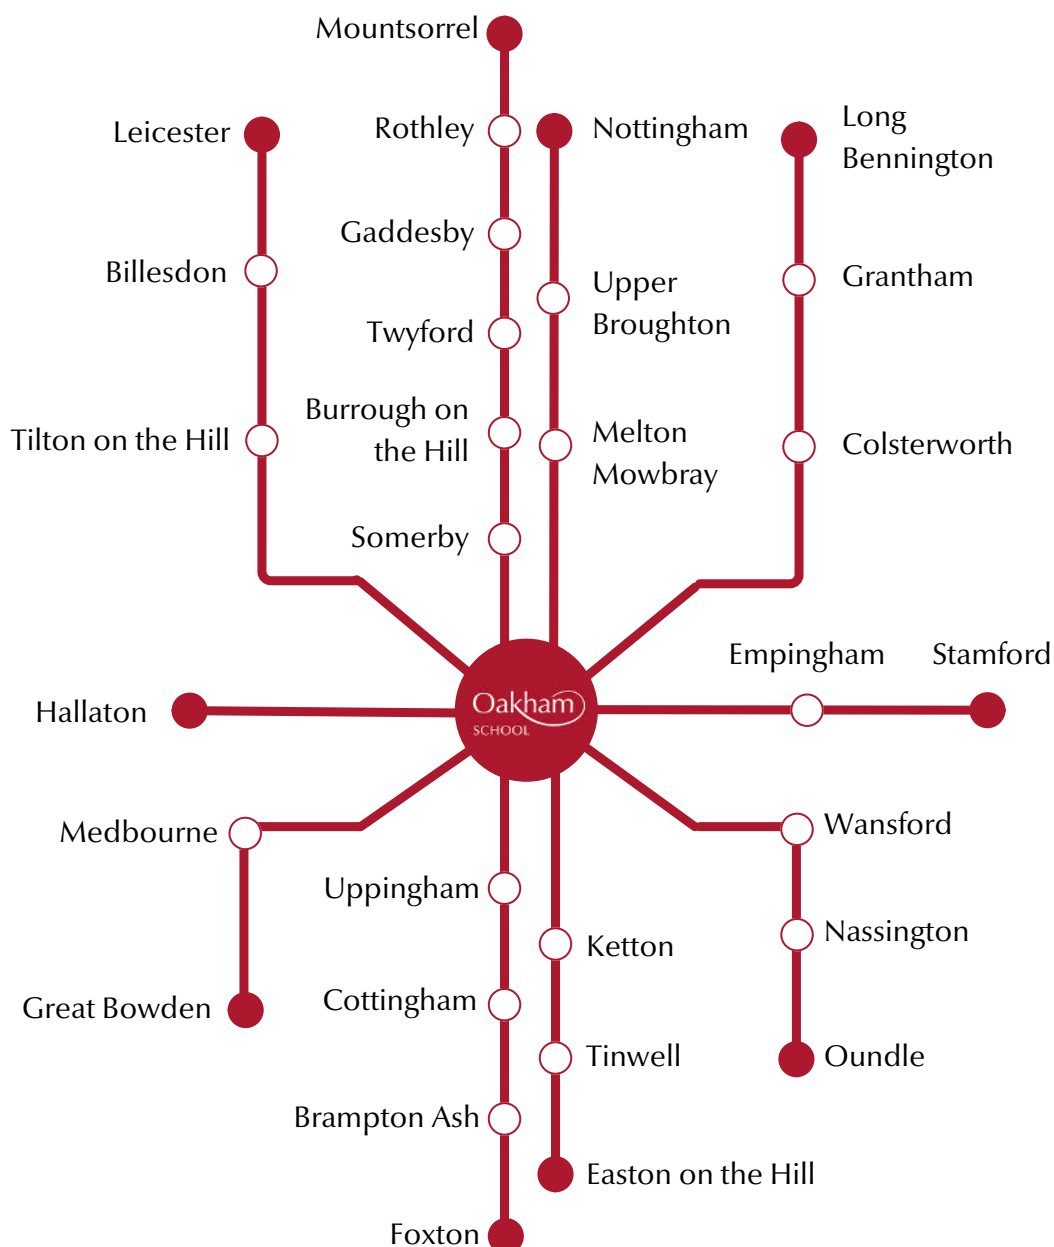 Mountsorrel
Leicester
Rothley
Nottingham
Long
Bennington
Gaddesby
Billesdon
Upper
Broughton
Grantham
Twyford
Burrough on
the Hill
Tilton on the Hill
Melton
Mowbray
Colsterworth
Somerby
Empingham
Stamford
Hallaton
Oakham
SCHOOL
Medbourne
Wansford
Uppingham
Ketton
Nassington
Great Bowden
Cottingham
Tinwell
Oundle
Brampton Ash
Easton on the Hill
Foxton